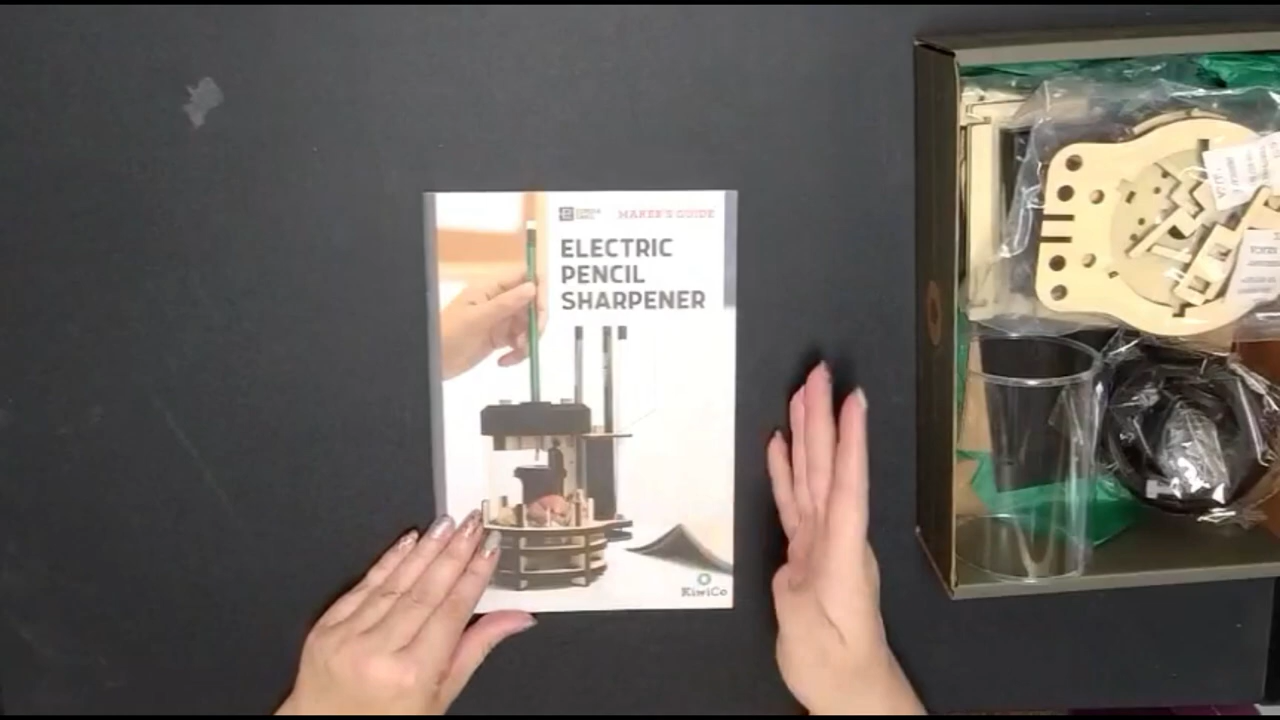 MAKER'S GUIDE
ELECTRIC
PENCIL
SHARPENER
KiwiCo